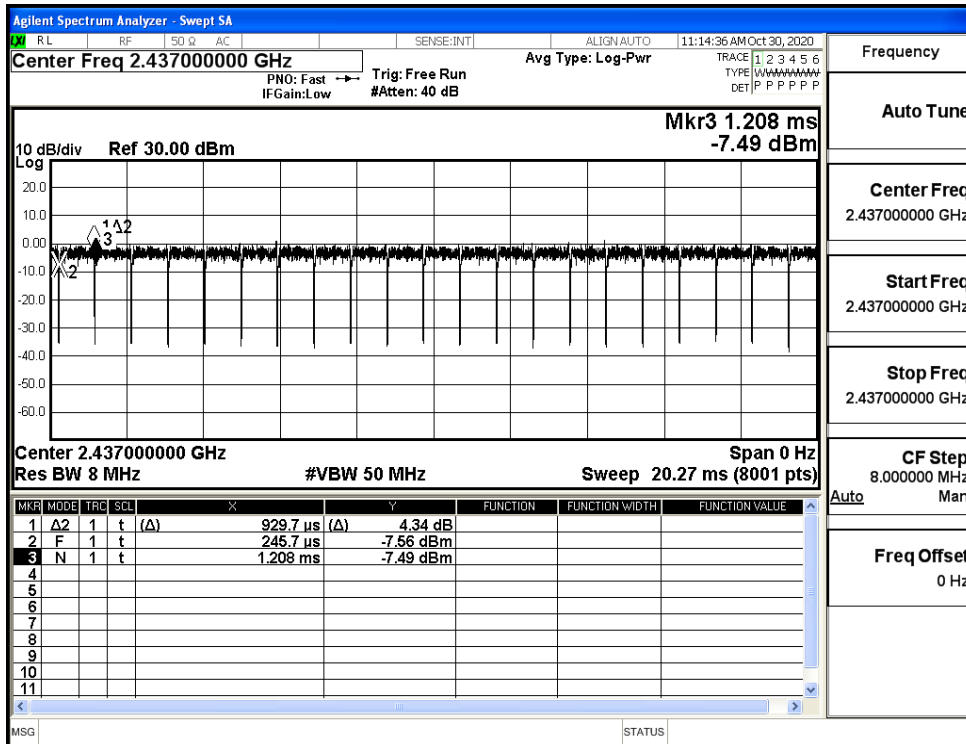 Agilent Spectrum Analyzer - Swept SA
LXI RL RF 50 Ω AC SENSE:INT ALIGN AUTO 11:14:36 AM Oct 30, 2020
Center Freq 2.437000000 GHz
PNO: Fast
IFGain:Low
Trig: Free Run
#Atten: 40 dB
Avg Type: Log-Pwr
TRACE 1 2 3 4 5 6
TYPE
DET P P P P P P
Mkr3 1.208 ms
-7.49 dBm
10 dB/div Ref 30.00 dBm
Log
20.0
10.0
0.00
-10.0
-20.0
-30.0
-40.0
-50.0
-60.0
1Δ2
3
2
Center 2.437000000 GHz Span 0 Hz
Res BW 8 MHz #VBW 50 MHz Sweep 20.27 ms (8001 pts)
MKR MODE TRC SCL X Y FUNCTION FUNCTION WIDTH FUNCTION VALUE
1 Δ2 1 t (Δ) 929.7 µs (Δ) 4.34 dB
2 F 1 t 245.7 µs -7.56 dBm
3 N 1 t 1.208 ms -7.49 dBm
4
5
6
7
8
9
10
11
MSG STATUS
Frequency
Auto Tune
Center Freq
2.437000000 GHz
Start Freq
2.437000000 GHz
Stop Freq
2.437000000 GHz
CF Step
8.000000 MHz
Auto Man
Freq Offset
0 Hz